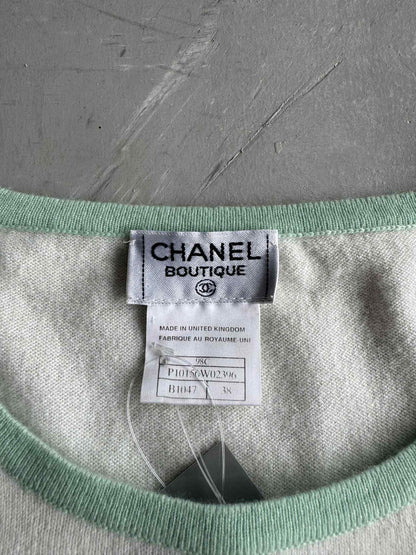 CHANEL
BOUTIQUE
MADE IN UNITED KINGDOM
FABRIQUE AU ROYAUME-UNI
98C
P10156W02396
B1047 38